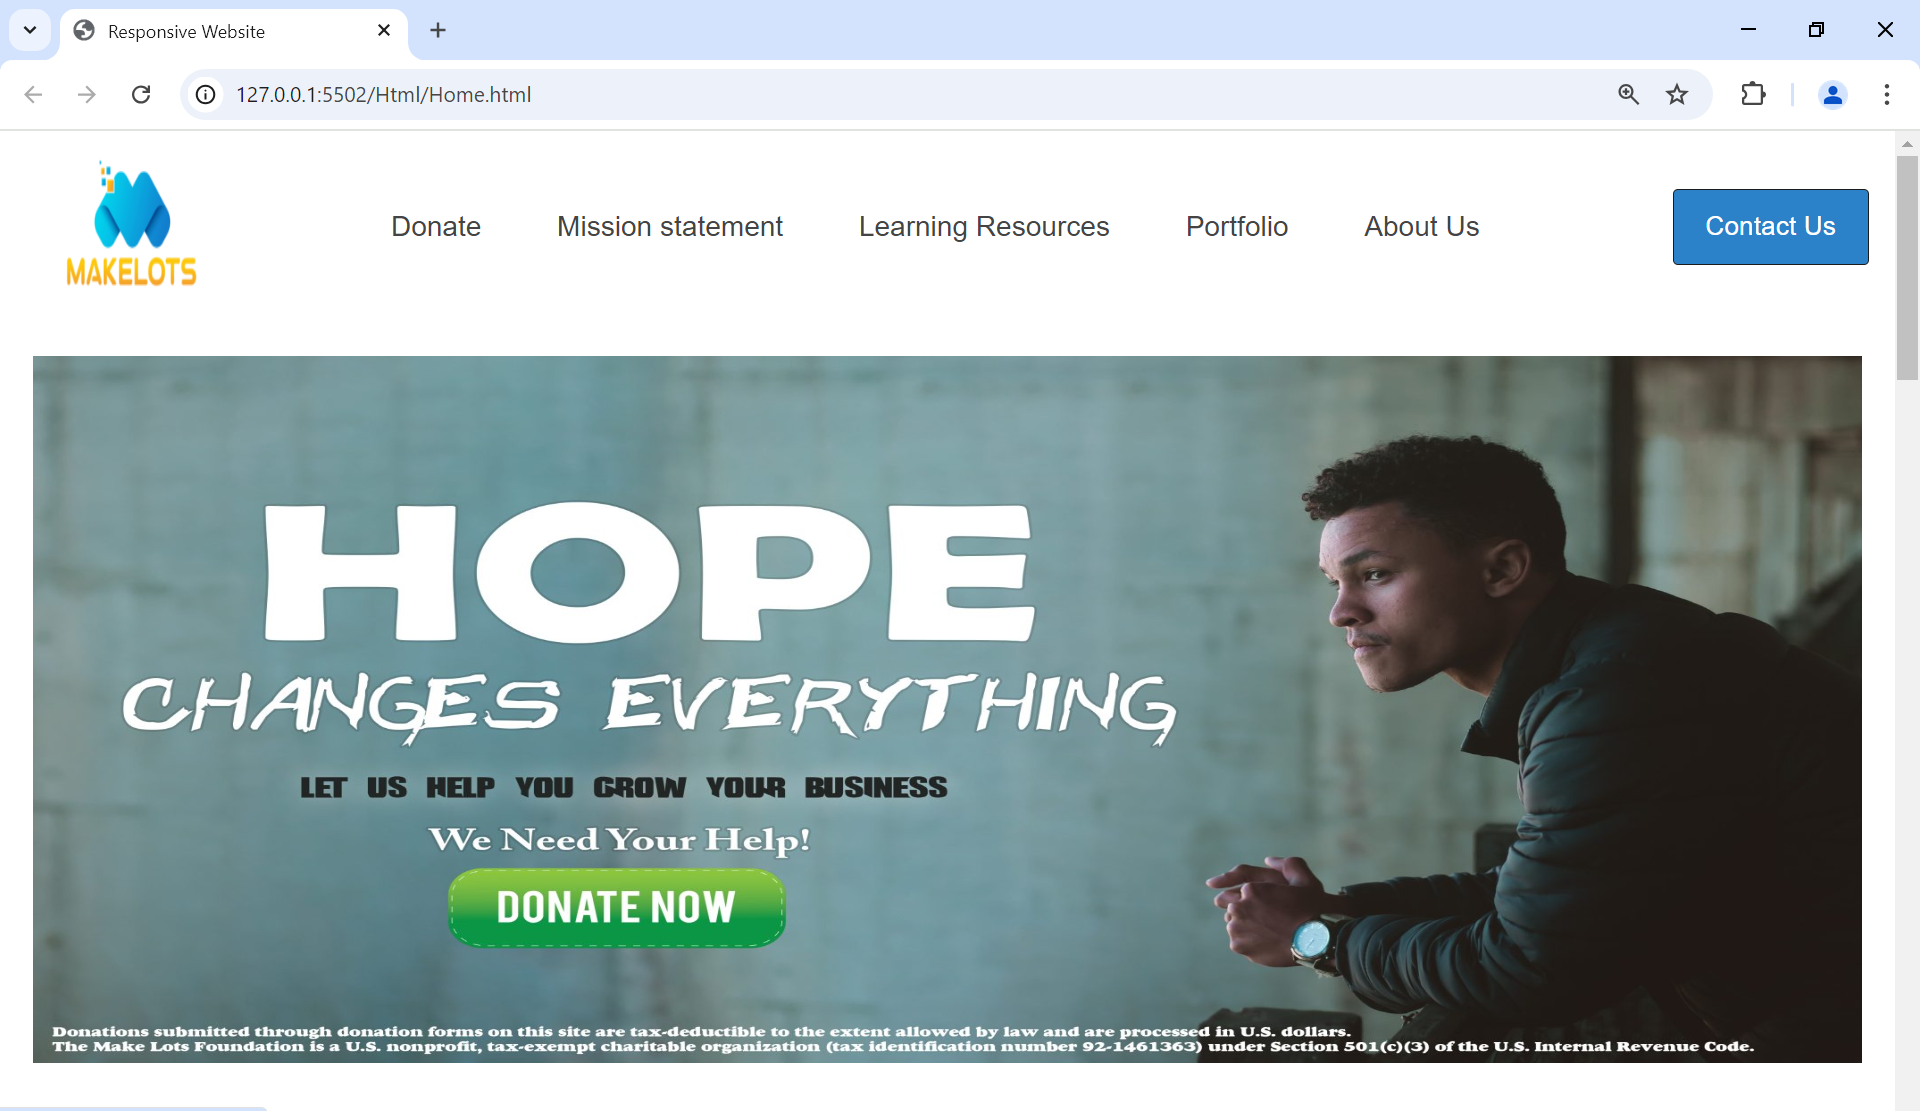 Responsive Website
127.0.0.1:5502/Html/Home.html
MAKELOTS
Donate
Mission statement
Learning Resources
Portfolio
About Us
Contact Us
HOPE
CHANGES EVERYTHING
LET US HELP YOU GROW YOUR BUSINESS
We Need Your Help!
DONATE NOW
Donations submitted through donation forms on this site are tax-deductible to the extent allowed by law and are processed in U.S. dollars.
The Make Lots Foundation is a U.S. nonprofit, tax-exempt charitable organization (tax identification number 92-1461363) under Section 501(c)(3) of the U.S. Internal Revenue Code.